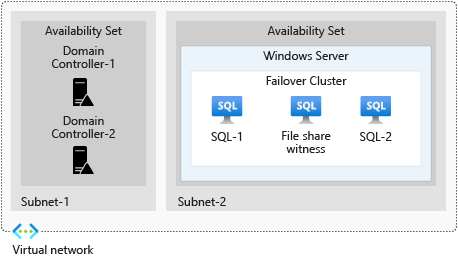 Availability Set
Domain
Controller-1
Domain
Controller-2
Subnet-1
Availability Set
Windows Server
Failover Cluster
SQL
SQL
SQL
SQL-1
File share
witness
SQL-2
Subnet-2
Virtual network